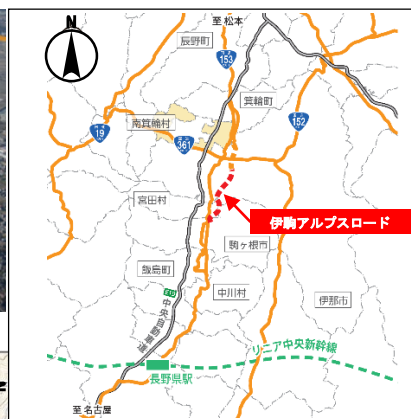 至 松本
辰野町
153
箕輪町
152
19
南箕輪村
361
宮田村
伊駒アルプスロード
駒ヶ根市
飯島町
中川村
伊那市
中央自動車道
リニア中央新幹線
長野県駅
至 名古屋